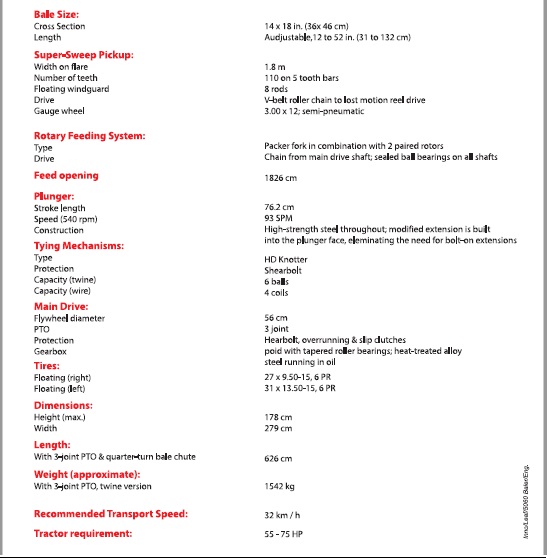 Bale Size:
Cross Section 14 x 18 in. (36x 46 cm)
Length Audjustable,12 to 52 in. (31 to 132 cm)
Super-Sweep Pickup:
Width on flare 1.8 m
Number of teeth 110 on 5 tooth bars
Floating windguard 8 rods
Drive V-belt roller chain to lost motion reel drive
Gauge wheel 3.00 x 12; semi-pneumatic
Rotary Feeding System:
Type Packer fork in combination with 2 paired rotors
Drive Chain from main drive shaft; sealed ball bearings on all shafts
Feed opening 1826 cm
Plunger:
Stroke length 76.2 cm
Speed (540 rpm) 93 SPM
Construction High-strength steel throughout; modified extension is built
into the plunger face, eleminating the need for bolt-on extensions
Tying Mechanisms:
Type HD Knotter
Protection Shearbolt
Capacity (twine) 6 balls
Capacity (wire) 4 coils
Main Drive:
Flywheel diameter 56 cm
PTO 3 joint
Protection Hearbolt, overrunning & slip clutches
Gearbox poid with tapered roller bearings; heat-treated alloy
steel running in oil
Tires:
Floating (right) 27 x 9.50-15, 6 PR
Floating (left) 31 x 13.50-15, 6 PR
Dimensions:
Height (max.) 178 cm
Width 279 cm
Length:
With 3-joint PTO & quarter-turn bale chute 626 cm
Weight (approximate):
With 3-joint PTO, twine version 1542 kg
Recommended Transport Speed: 32 km / h
Tractor requirement: 55 - 75 HP
Inno/Leaf/5060 Baler/Eng.